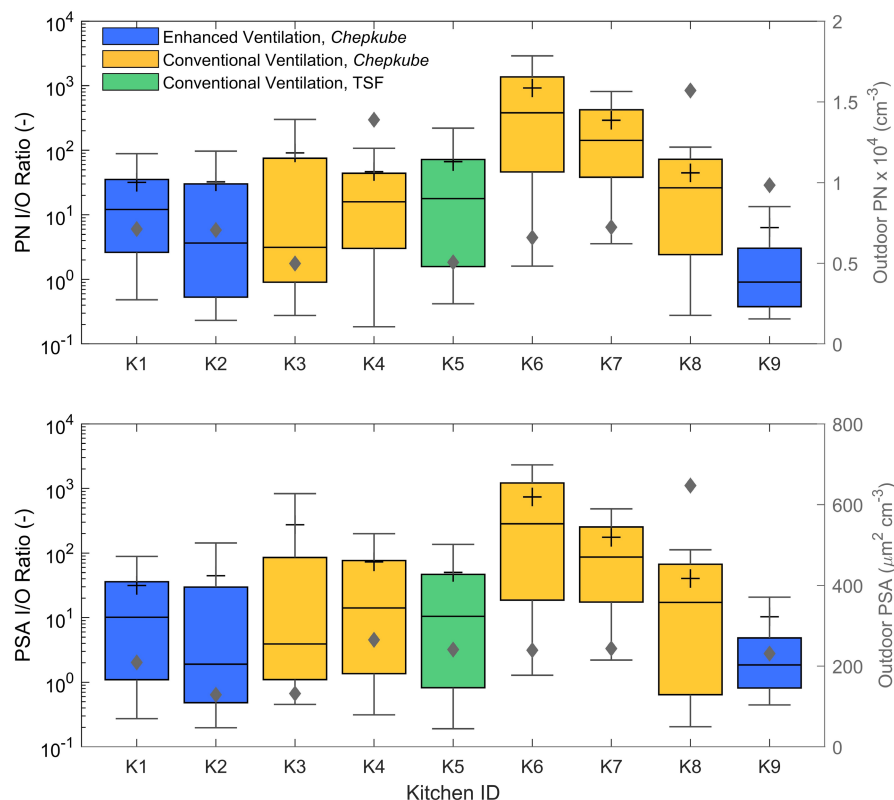 Enhanced Ventilation, Chepkube
Conventional Ventilation, Chepkube
Conventional Ventilation, TSF
PN I/O Ratio (-)
10^4
10^3
10^2
10^1
10^0
10^-1
Outdoor PN x 10^4 (cm^-3)
2
1.5
1
0.5
0
K1 K2 K3 K4 K5 K6 K7 K8 K9
PSA I/O Ratio (-)
10^4
10^3
10^2
10^1
10^0
10^-1
Outdoor PSA (μm^2 cm^-3)
800
600
400
200
0
K1 K2 K3 K4 K5 K6 K7 K8 K9
Kitchen ID